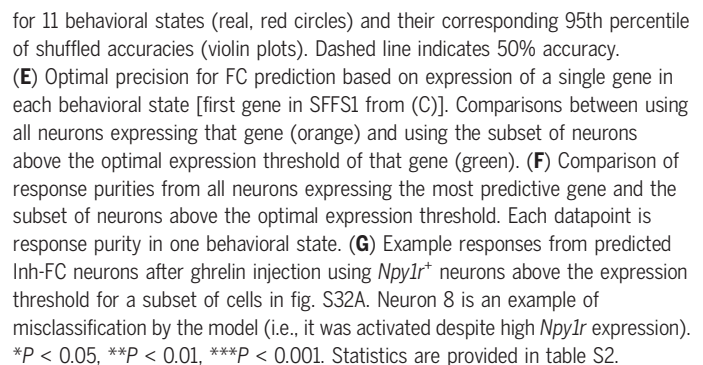 for 11 behavioral states (real, red circles) and their corresponding 95th percentile
of shuffled accuracies (violin plots). Dashed line indicates 50% accuracy.
(E) Optimal precision for FC prediction based on expression of a single gene in
each behavioral state [first gene in SFFS1 from (C)]. Comparisons between using
all neurons expressing that gene (orange) and using the subset of neurons
above the optimal expression threshold of that gene (green). (F) Comparison of
response purities from all neurons expressing the most predictive gene and the
subset of neurons above the optimal expression threshold. Each datapoint is
response purity in one behavioral state. (G) Example responses from predicted
Inh-FC neurons after ghrelin injection using Npy1r⁺ neurons above the expression
threshold for a subset of cells in fig. S32A. Neuron 8 is an example of
misclassification by the model (i.e., it was activated despite high Npy1r expression).
*P < 0.05, **P < 0.01, ***P < 0.001. Statistics are provided in table S2.